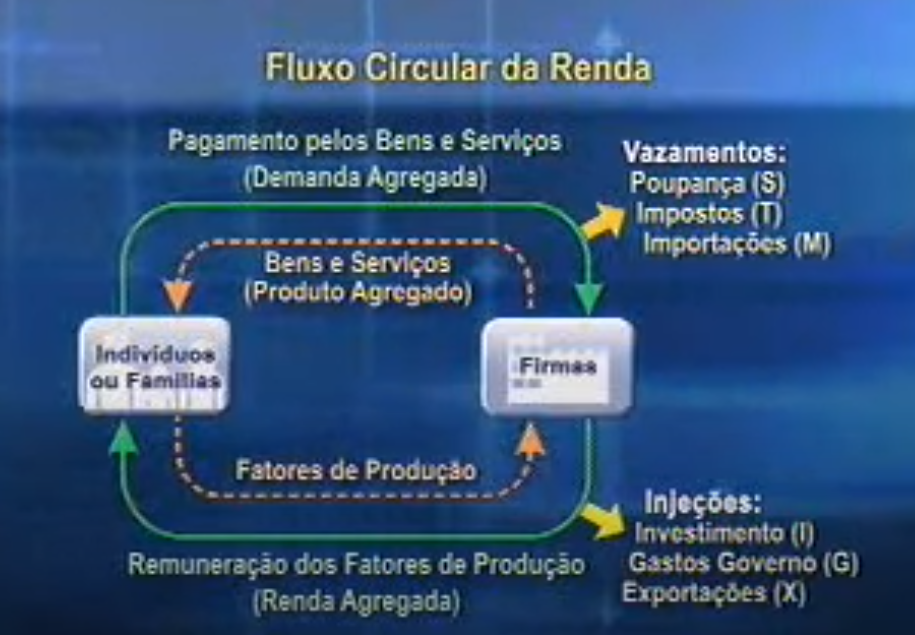 Fluxo Circular da Renda
Pagamento pelos Bens e Serviços
(Demanda Agregada)
Vazamentos:
Poupança (S)
Impostos (T)
Importações (M)
Bens e Serviços
(Produto Agregado)
Indivíduos
ou Famílias
Firmas
Fatores de Produção
Remuneração dos Fatores de Produção
(Renda Agregada)
Injeções:
Investimento (I)
Gastos Governo (G)
Exportações (X)